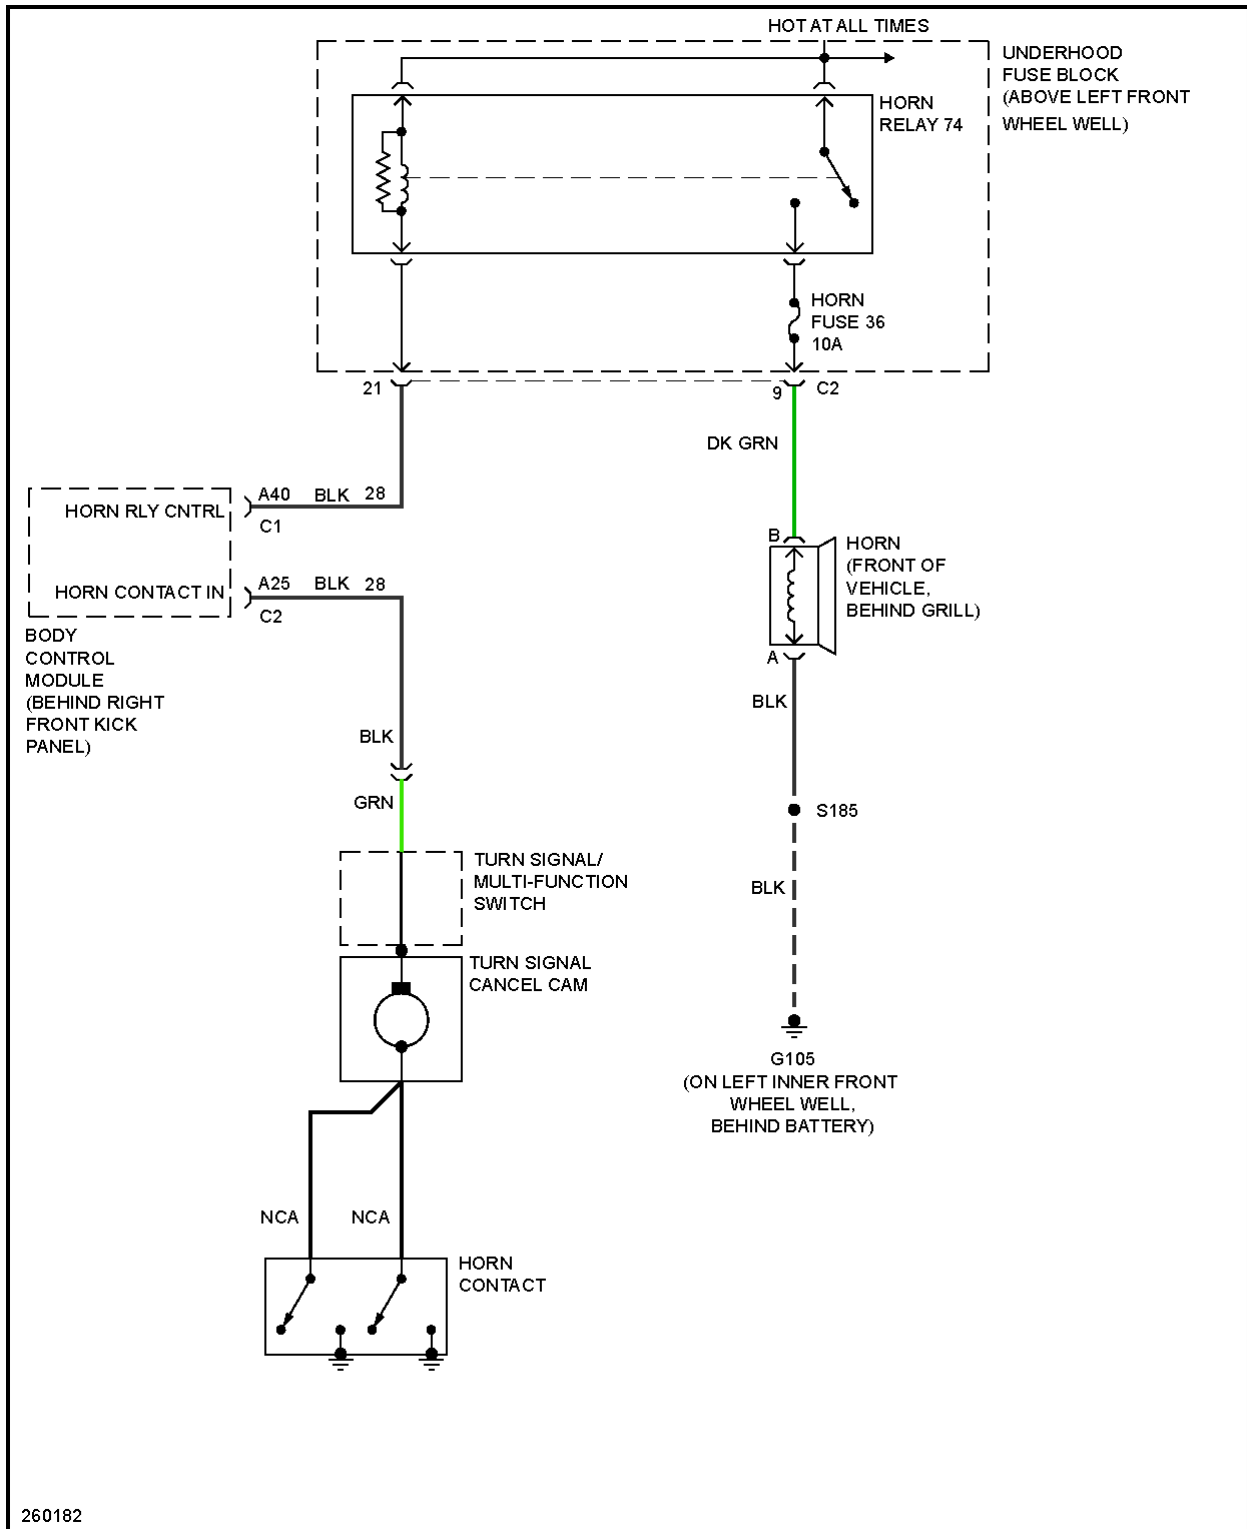 HOT AT ALL TIMES
UNDERHOOD
FUSE BLOCK
(ABOVE LEFT FRONT
WHEEL WELL)
HORN
RELAY 74
HORN
FUSE 36
10A
21
9
C2
DK GRN
HORN RLY CNTRL
A40 BLK 28
C1
HORN CONTACT IN
A25 BLK 28
C2
BODY
CONTROL
MODULE
(BEHIND RIGHT
FRONT KICK
PANEL)
B
HORN
(FRONT OF
VEHICLE,
BEHIND GRILL)
A
BLK
BLK
GRN
S185
TURN SIGNAL/
MULTI-FUNCTION
SWITCH
BLK
TURN SIGNAL
CANCEL CAM
G105
(ON LEFT INNER FRONT
WHEEL WELL,
BEHIND BATTERY)
NCA
NCA
HORN
CONTACT
260182